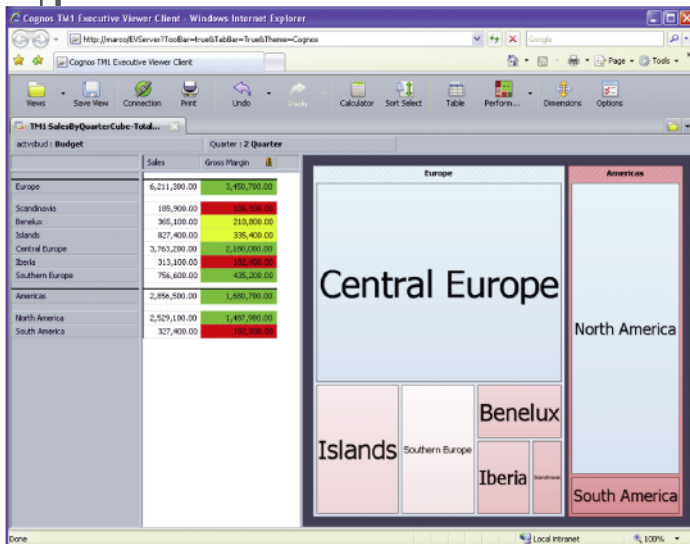 Cognos TM1 Executive Viewer Client - Windows Internet Explorer
http://marco/EVServer?ToolBar=true&TabBar=True&Theme=Cognos
Google
Cognos TM1 Executive Viewer Client
Page Tools
Views Save View Connection Print Undo Redo Calculator Sort Select Table Perform... Dimensions Options
TM1 SalesByQuarterCube-Total...
actvsbud : Budget Quarter : 2 Quarter
Sales Gross Margin
Europe 6,211,300.00 3,450,700.00
Scandinavia 185,900.00 106,900.00
Benelux 365,100.00 210,800.00
Islands 827,400.00 335,400.00
Central Europe 3,763,200.00 2,180,000.00
Iberia 313,100.00 182,400.00
Southern Europe 756,600.00 435,200.00
Americas 2,856,500.00 1,680,700.00
North America 2,529,100.00 1,487,900.00
South America 327,400.00 192,800.00
Europe Americas
Central Europe
North America
Islands
Southern Europe
Benelux
Iberia
Scandinavia
South America
Done Local intranet 100%